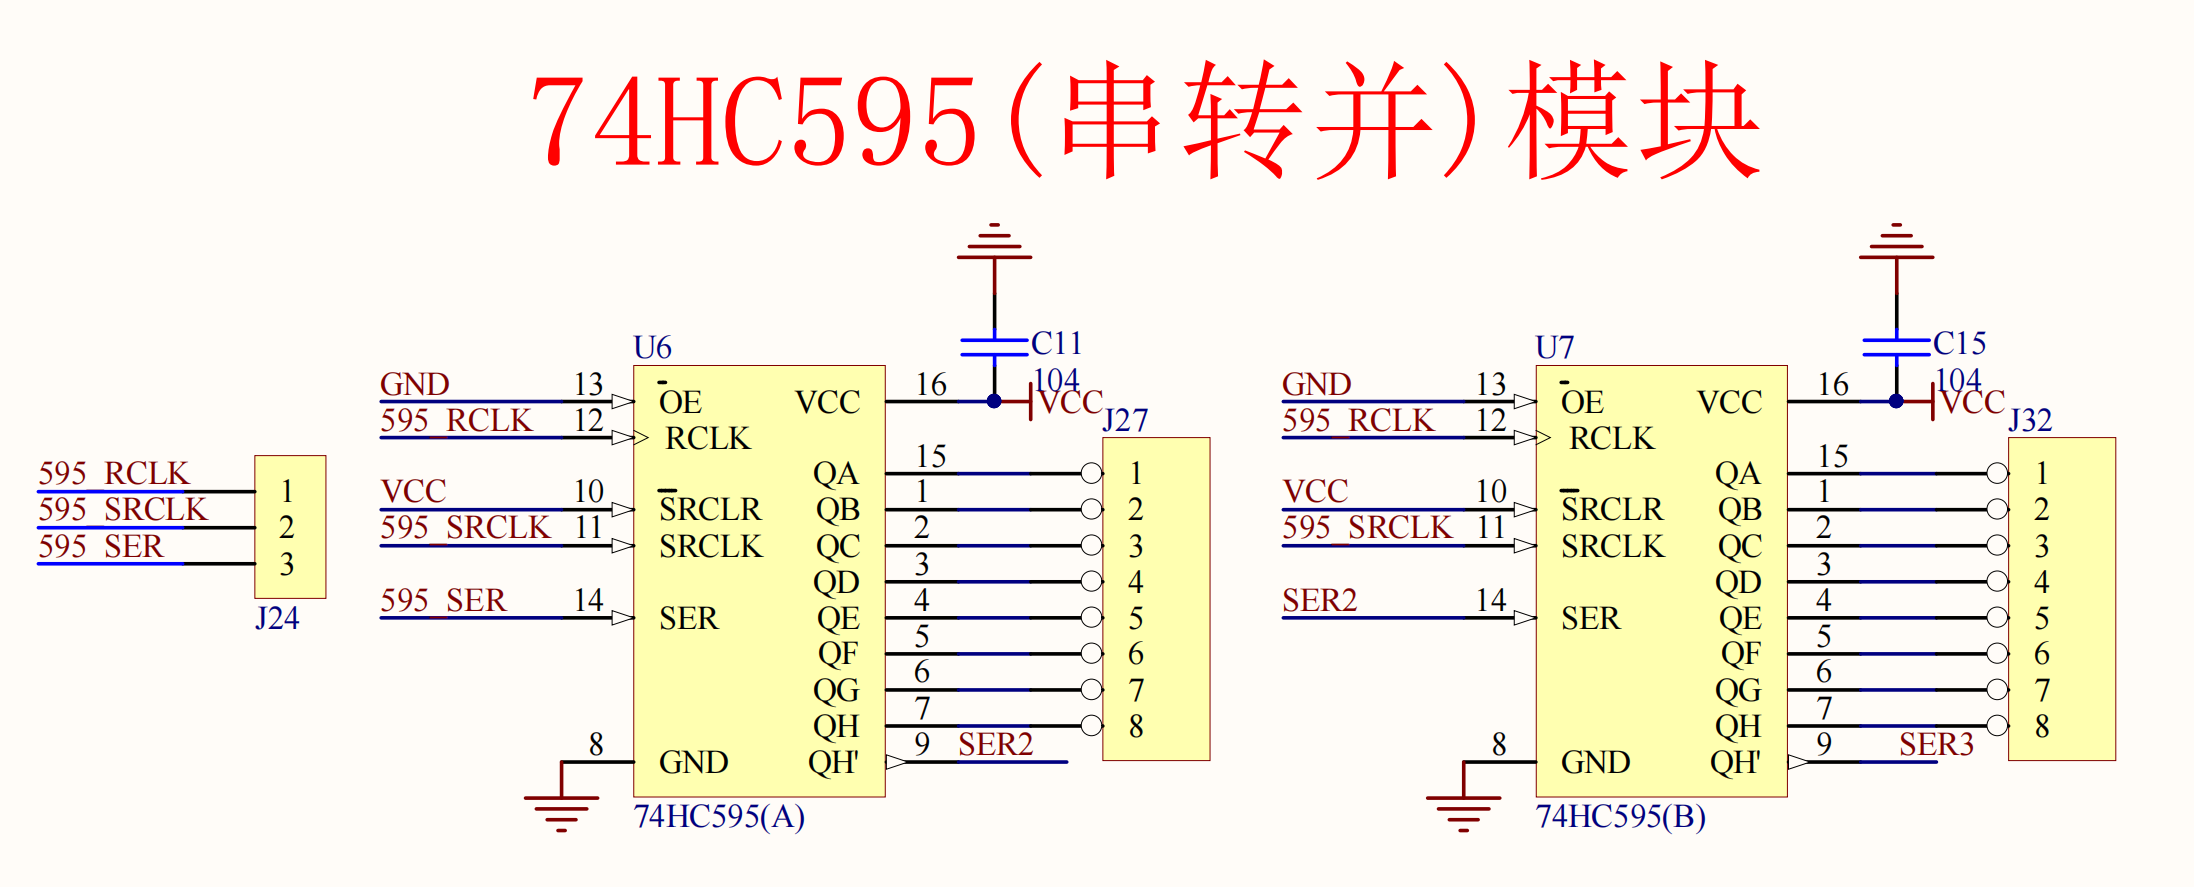 74HC595(串转并)模块
595_RCLK
595_SRCLK
595_SER
1
2
3
J24
U6
GND 13 OE
595_RCLK 12 RCLK
VCC 10 SRCLR
595_SRCLK 11 SRCLK
595_SER 14 SER
8 GND
VCC 16
QA 15
QB 1
QC 2
QD 3
QE 4
QF 5
QG 6
QH 7
QH' 9 SER2
74HC595(A)
C11
104
VCC
J27
1
2
3
4
5
6
7
8
U7
GND 13 OE
595_RCLK 12 RCLK
VCC 10 SRCLR
595_SRCLK 11 SRCLK
SER2 14 SER
8 GND
VCC 16
QA 15
QB 1
QC 2
QD 3
QE 4
QF 5
QG 6
QH 7
QH' 9 SER3
74HC595(B)
C15
104
VCC
J32
1
2
3
4
5
6
7
8